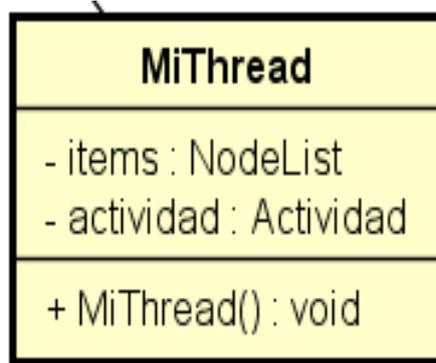 MiThread
- items : NodeList
- actividad : Actividad
+ MiThread() : void